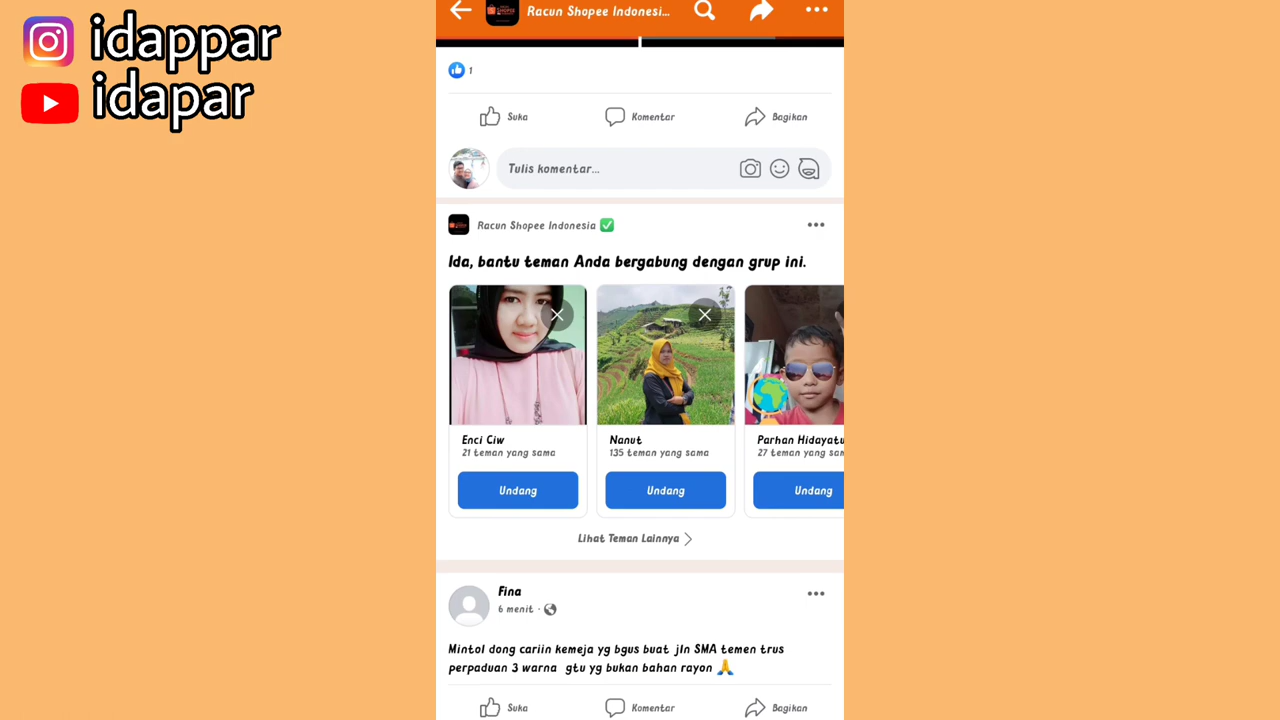 idappar
idapar
Racun Shopee Indonesi...
1
Suka
Komentar
Bagikan
Tulis komentar...
Racun Shopee Indonesia ✅
Ida, bantu teman Anda bergabung dengan grup ini.
Enci Ciw
21 teman yang sama
Undang
Nanut
135 teman yang sama
Undang
Parhan Hidayatu
27 teman yang sam
Undang
Lihat Teman Lainnya
Fina
6 menit ·
Mintol dong cariin kemeja yg bgus buat jln SMA temen trus
perpaduan 3 warna gtu yg bukan bahan rayon 🙏
Suka
Komentar
Bagikan